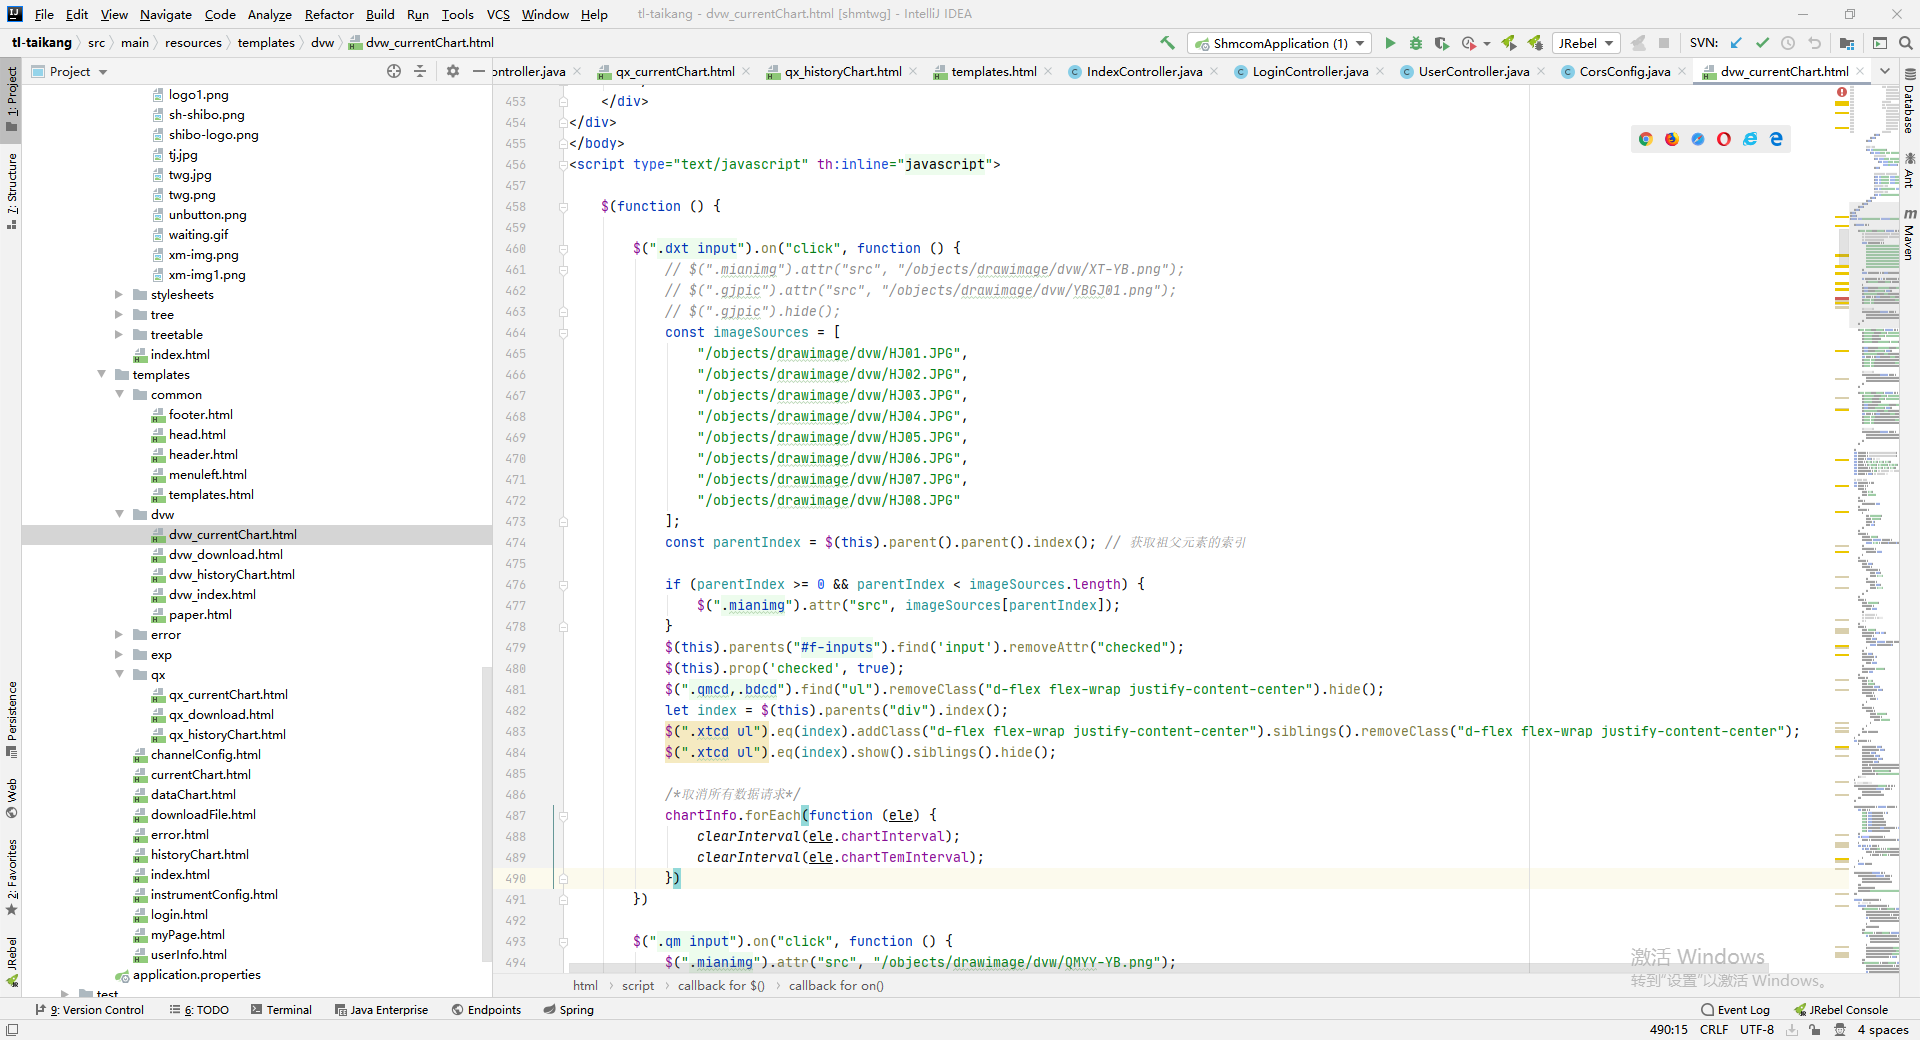 File Edit View Navigate Code Analyze Refactor Build Run Tools VCS Window Help tl-taikang - dvw_currentChart.html [shmtwg] - IntelliJ IDEA
tl-taikang src main resources templates dvw dvw_currentChart.html ShmcomApplication (1) JRebel SVN:
Project ontroller.java qx_currentChart.html qx_historyChart.html templates.html IndexController.java LoginController.java UserController.java CorsConfig.java dvw_currentChart.html
1: Project
7: Structure
Persistence
Web
2: Favorites
JRebel
logo1.png
sh-shibo.png
shibo-logo.png
tj.jpg
twg.jpg
twg.png
unbutton.png
waiting.gif
xm-img.png
xm-img1.png
stylesheets
tree
treetable
index.html
templates
common
footer.html
head.html
header.html
menuleft.html
templates.html
dvw
dvw_currentChart.html
dvw_download.html
dvw_historyChart.html
dvw_index.html
paper.html
error
exp
qx
qx_currentChart.html
qx_download.html
qx_historyChart.html
channelConfig.html
currentChart.html
dataChart.html
downloadFile.html
error.html
historyChart.html
index.html
instrumentConfig.html
login.html
myPage.html
userInfo.html
application.properties
test
453 </div>
454 </div>
455 </body>
456 <script type="text/javascript" th:inline="javascript">
457
458 $(function () {
459
460 $(".dxt input").on("click", function () {
461 // $(".mianimg").attr("src", "/objects/drawimage/dvw/XT-YB.png");
462 // $(".gjpic").attr("src", "/objects/drawimage/dvw/YBGJ01.png");
463 // $(".gjpic").hide();
464 const imageSources = [
465 "/objects/drawimage/dvw/HJ01.JPG",
466 "/objects/drawimage/dvw/HJ02.JPG",
467 "/objects/drawimage/dvw/HJ03.JPG",
468 "/objects/drawimage/dvw/HJ04.JPG",
469 "/objects/drawimage/dvw/HJ05.JPG",
470 "/objects/drawimage/dvw/HJ06.JPG",
471 "/objects/drawimage/dvw/HJ07.JPG",
472 "/objects/drawimage/dvw/HJ08.JPG"
473 ];
474 const parentIndex = $(this).parent().parent().index(); // 获取祖父元素的索引
475
476 if (parentIndex >= 0 && parentIndex < imageSources.length) {
477 $(".mianimg").attr("src", imageSources[parentIndex]);
478 }
479 $(this).parents("#f-inputs").find('input').removeAttr("checked");
480 $(this).prop('checked', true);
481 $(".qmcd,.bdcd").find("ul").removeClass("d-flex flex-wrap justify-content-center").hide();
482 let index = $(this).parents("div").index();
483 $(".xtcd ul").eq(index).addClass("d-flex flex-wrap justify-content-center").siblings().removeClass("d-flex flex-wrap justify-content-center");
484 $(".xtcd ul").eq(index).show().siblings().hide();
485
486 /*取消所有数据请求*/
487 chartInfo.forEach(function (ele) {
488 clearInterval(ele.chartInterval);
489 clearInterval(ele.chartTemInterval);
490 })
491 })
492
493 $(".qm input").on("click", function () {
494 $(".mianimg").attr("src", "/objects/drawimage/dvw/QMYY-YB.png");
Database
Ant
Maven
激活 Windows
转到"设置"以激活 Windows。
html script callback for $() callback for on()
9: Version Control 6: TODO Terminal Java Enterprise Endpoints Spring Event Log JRebel Console
490:15 CRLF UTF-8 4 spaces